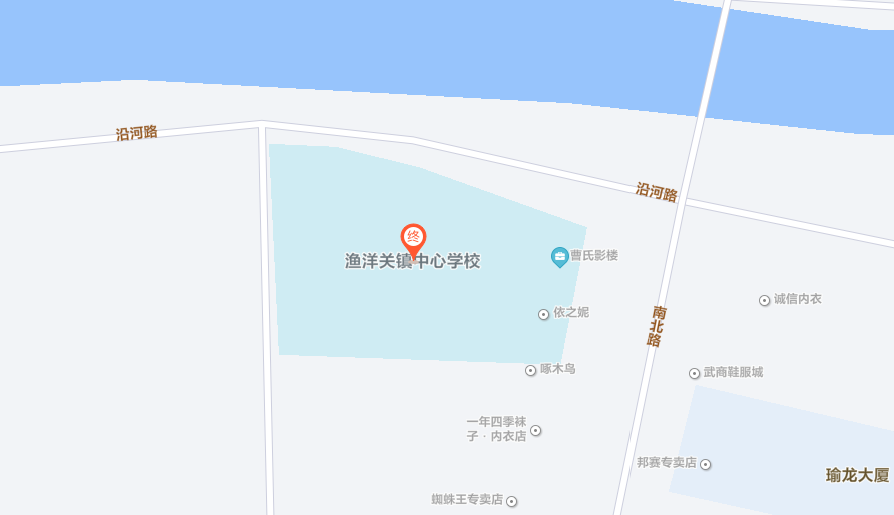 沿河路
沿河路
终
渔洋关镇中心学校
曹氏影楼
诚信内衣
依之妮
南北路
啄木鸟
武商鞋服城
一年四季袜
子·内衣店
邦赛专卖店
瑜龙大厦
蜘蛛王专卖店